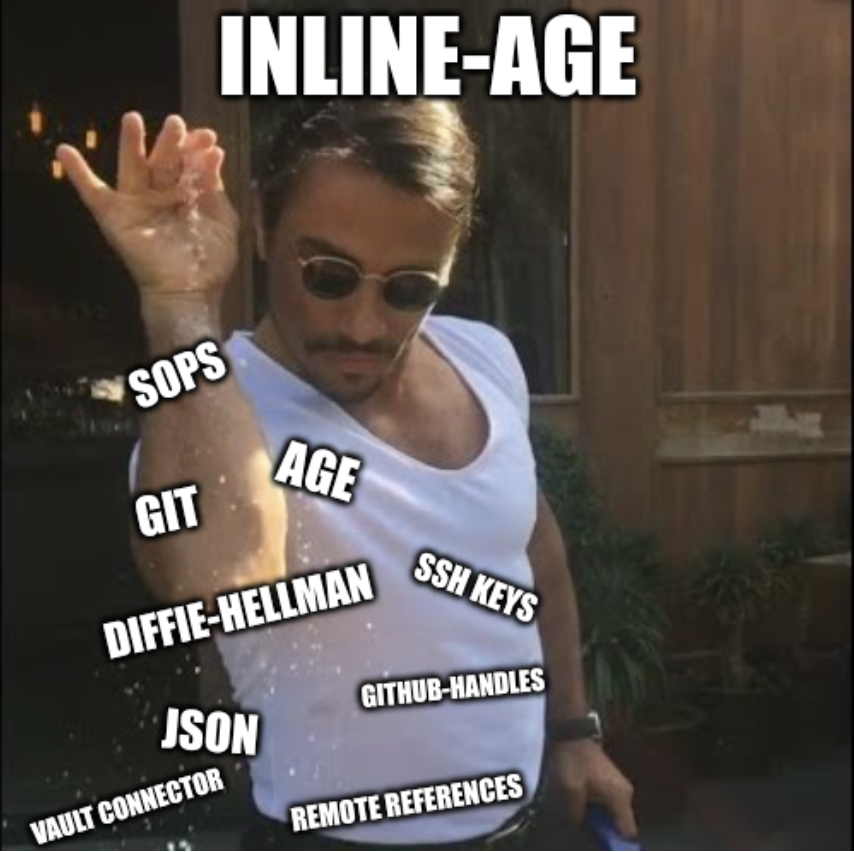 INLINE-AGE
SOPS
AGE
GIT
SSH KEYS
DIFFIE-HELLMAN
GITHUB-HANDLES
JSON
VAULT CONNECTOR
REMOTE REFERENCES